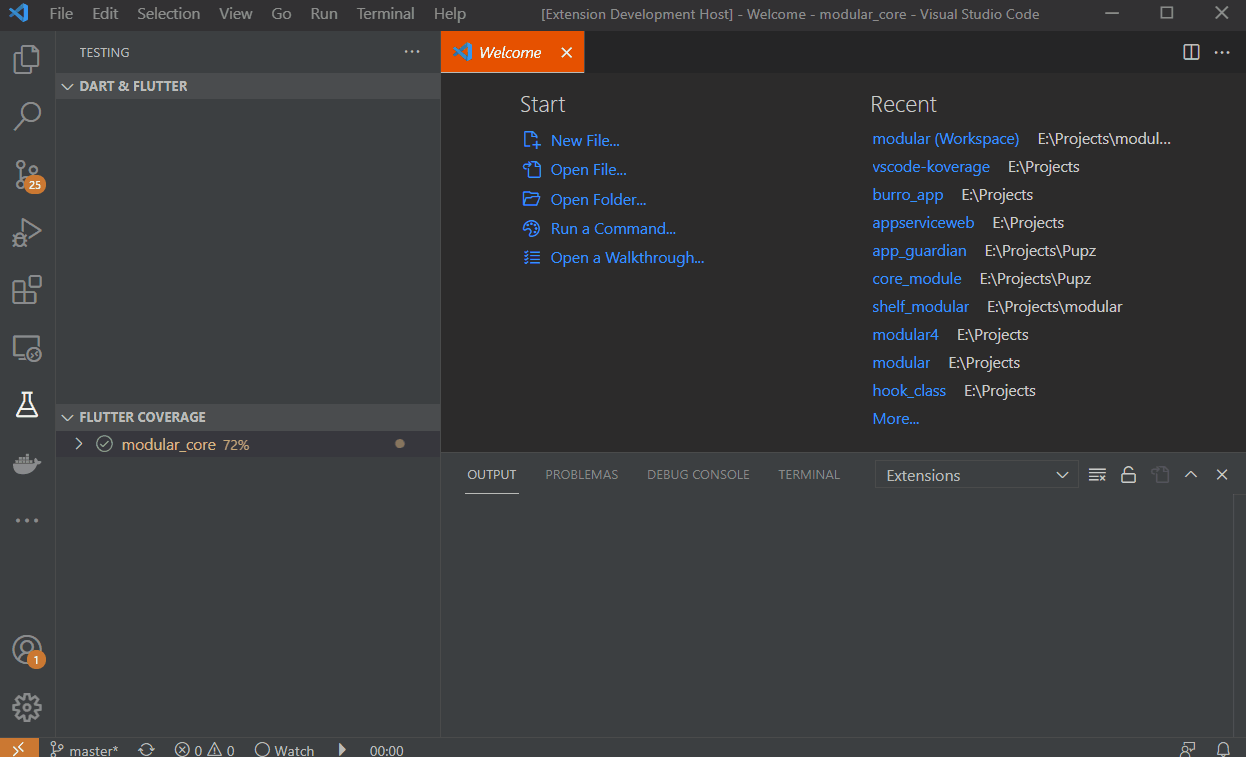 File Edit Selection View Go Run Terminal Help [Extension Development Host] - Welcome - modular_core - Visual Studio Code
TESTING
Welcome
DART & FLUTTER
Start
New File...
Open File...
Open Folder...
Run a Command...
Open a Walkthrough...
Recent
modular (Workspace) E:\Projects\modul...
vscode-koverage E:\Projects
burro_app E:\Projects
appserviceweb E:\Projects
app_guardian E:\Projects\Pupz
core_module E:\Projects\Pupz
shelf_modular E:\Projects\modular
modular4 E:\Projects
modular E:\Projects
hook_class E:\Projects
More...
25
FLUTTER COVERAGE
modular_core 72%
OUTPUT PROBLEMAS DEBUG CONSOLE TERMINAL Extensions
1
master* 0 0 Watch 00:00